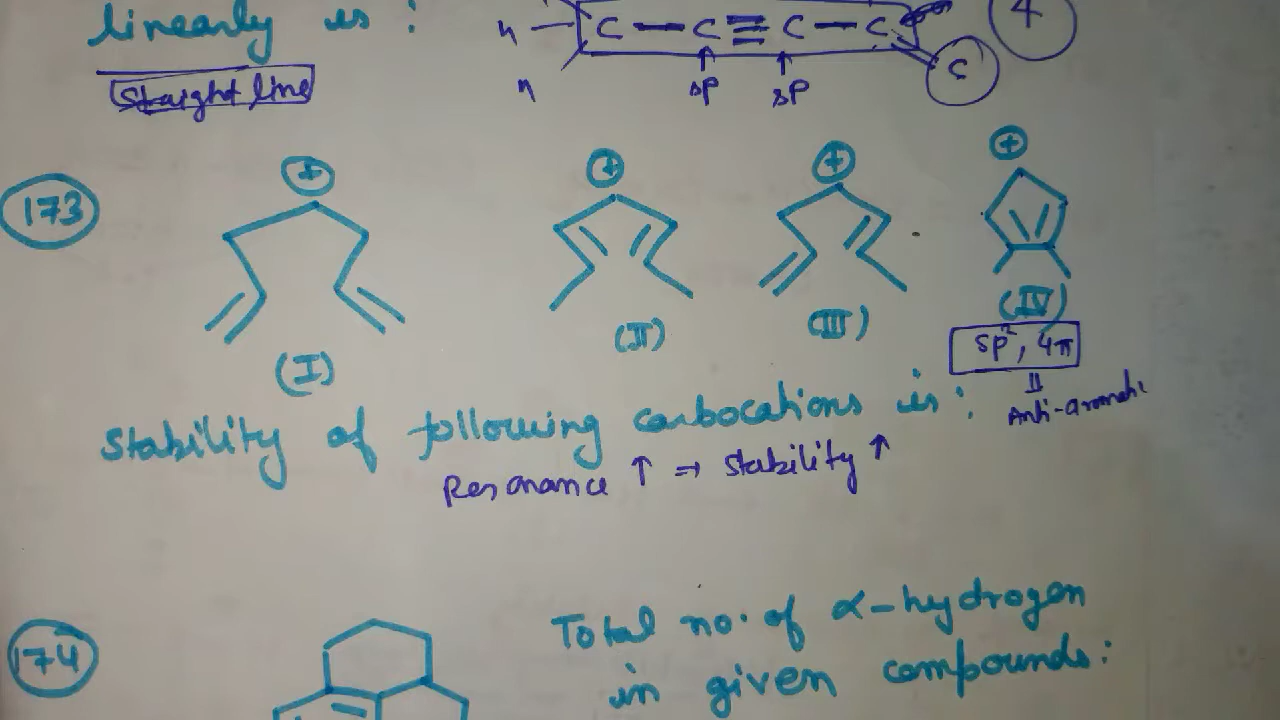 linearly is :
Straight line
H C — C ≡ C — C C 4
H SP SP
173
⊕ ⊕ ⊕ ⊕
(I) (II) (III) (IV)
SP², 4π
Anti-aromati
Stability of following carbocations is :
Resonance ↑ ⇒ Stability ↑
174
Total no. of α-hydrogen
in given compounds: